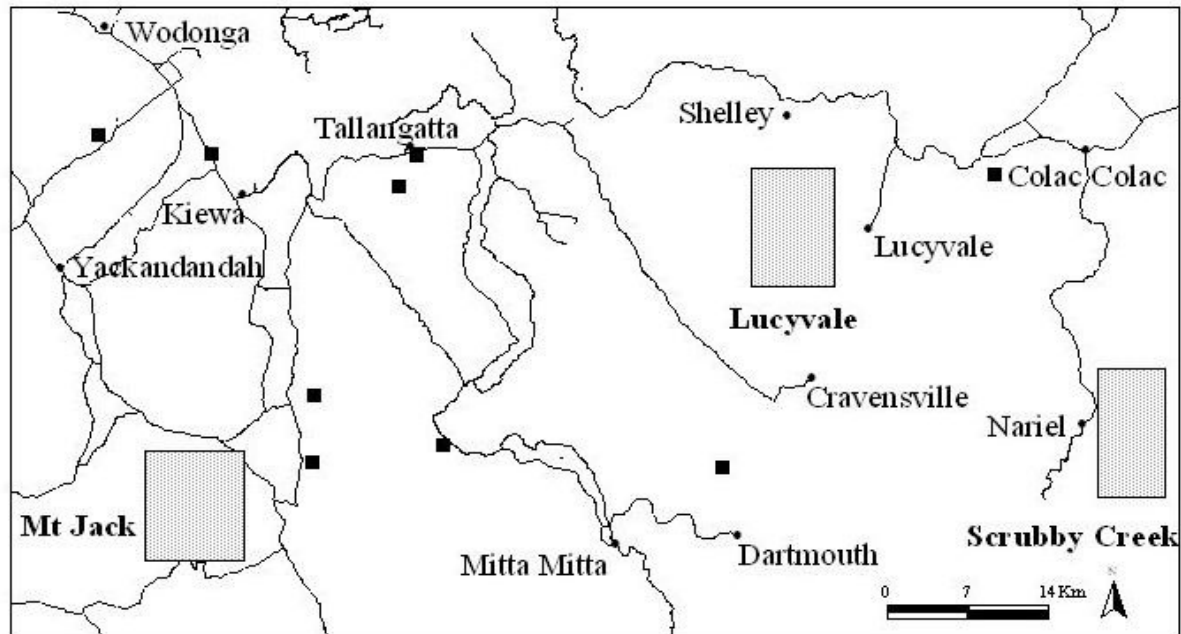 Wodonga
Shelley
Tallangatta
Colac Colac
Kiewa
Lucyvale
Yackandandah
Lucyvale
Cravensville
Nariel
Mt Jack
Scrubby Creek
Mitta Mitta
Dartmouth
0 7 14 Km
N